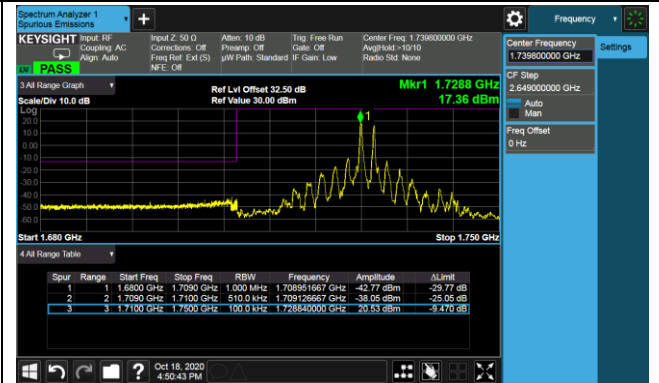 Spectrum Analyzer 1
Spurious Emissions
+
Frequency
KEYSIGHT Input: RF Input Z: 50 Ω Atten: 10 dB Trig: Free Run Center Freq: 1.739800000 GHz
Coupling: AC Corrections: Off Preamp: Off Gate: Off Avg|Hold:>10/10
Align: Auto Freq Ref: Ext (S) µW Path: Standard IF Gain: Low Radio Std: None
NFE: Off
PASS
Center Frequency
1.739800000 GHz
Settings
CF Step
2.649000000 GHz
Auto
Man
Freq Offset
0 Hz
3 All Range Graph
Ref Lvl Offset 32.50 dB
Mkr1 1.7288 GHz
Scale/Div 10.0 dB
Ref Value 30.00 dBm
17.36 dBm
Log
20.0
10.0
0.00
-10.0
-20.0
-30.0
-40.0
-50.0
-60.0
1
Start 1.680 GHz
Stop 1.750 GHz
4 All Range Table
Spur Range Start Freq Stop Freq RBW Frequency Amplitude ΔLimit
1 1 1.6800 GHz 1.7090 GHz 1.000 MHz 1.708951667 GHz -42.77 dBm -29.77 dB
2 2 1.7090 GHz 1.7100 GHz 510.0 kHz 1.709126667 GHz -38.05 dBm -25.05 dB
3 3 1.7100 GHz 1.7500 GHz 100.0 kHz 1.728840000 GHz 20.53 dBm -9.470 dB
?
Oct 18, 2020
4:50:43 PM